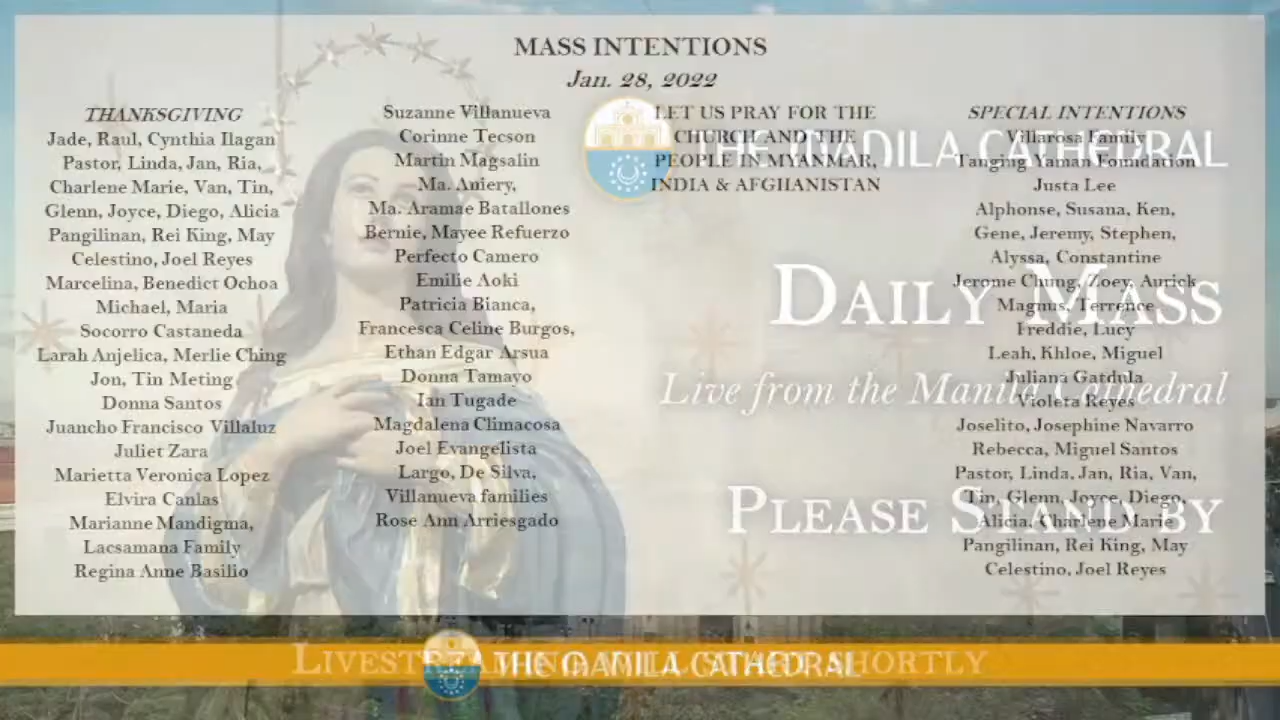 MASS INTENTIONS
Jan. 28, 2022
THANKSGIVING
Jade, Raul, Cynthia Ilagan
Pastor, Linda, Jan, Ria,
Charlene Marie, Van, Tin,
Glenn, Joyce, Diego, Alicia
Pangilinan, Rei King, May
Celestino, Joel Reyes
Marcelina, Benedict Ochoa
Michael, Maria
Socorro Castaneda
Larah Anjelica, Merlie Ching
Jon, Tin Meting
Donna Santos
Juancho Francisco Villaluz
Juliet Zara
Marietta Veronica Lopez
Elvira Canlas
Marianne Mandigma,
Lacsamana Family
Regina Anne Basilio
Suzanne Villanueva
Corinne Tecson
Martin Magsalin
Ma. Amery,
Ma. Aramae Batallones
Bernie, Mayee Refuerzo
Perfecto Camero
Emilie Aoki
Patricia Bianca,
Francesca Celine Burgos,
Ethan Edgar Arsua
Donna Tamayo
Ian Tugade
Magdalena Climacosa
Joel Evangelista
Largo, De Silva,
Villanueva families
Rose Ann Arriesgado
LET US PRAY FOR THE
CHURCH AND THE
PEOPLE IN MYANMAR,
INDIA & AFGHANISTAN
SPECIAL INTENTIONS
Villarosa Family
Tanging Yaman Foundation
Justa Lee
Alphonse, Susana, Ken,
Gene, Jeremy, Stephen,
Alyssa, Constantine
Jerome Chung, Zoey, Aurick
Magnus, Terrence
Freddie, Lucy
Leah, Khloe, Miguel
Juliana Gatdula
Violeta Reyes
Joselito, Josephine Navarro
Rebecca, Miguel Santos
Pastor, Linda, Jan, Ria, Van,
Tin, Glenn, Joyce, Diego,
Alicia, Charlene Marie
Pangilinan, Rei King, May
Celestino, Joel Reyes
THE MANILA CATHEDRAL
DAILY MASS
Live from the Manila Cathedral
PLEASE STAND BY
LIVESTREAMING WILL START SHORTLY
THE MANILA CATHEDRAL